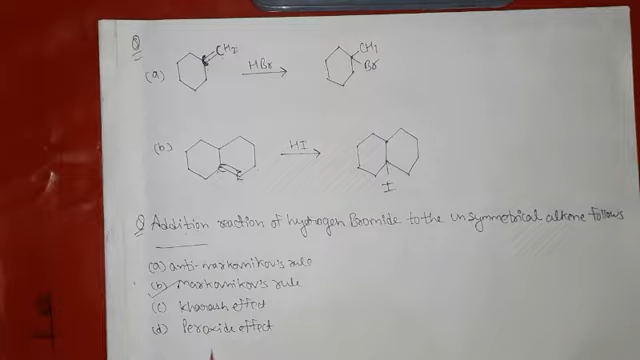 Q
CH2
(a) HBr CH3
Br
(b) HI
I
Q Addition reaction of hydrogen Bromide to the unsymmetrical alkene follows
(a) anti-markovnikov's rule
(b) markovnikov's rule
(c) Kharash effect
(d) Peroxide effect